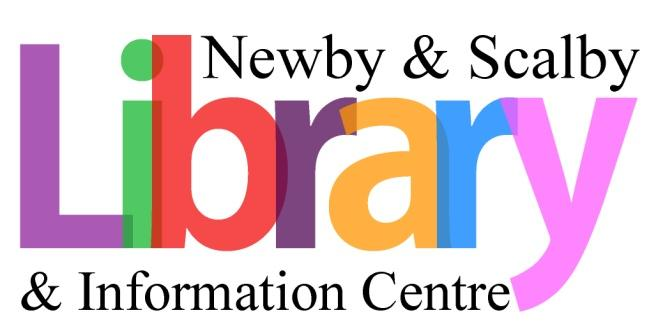 Newby & Scalby
Library
& Information Centre